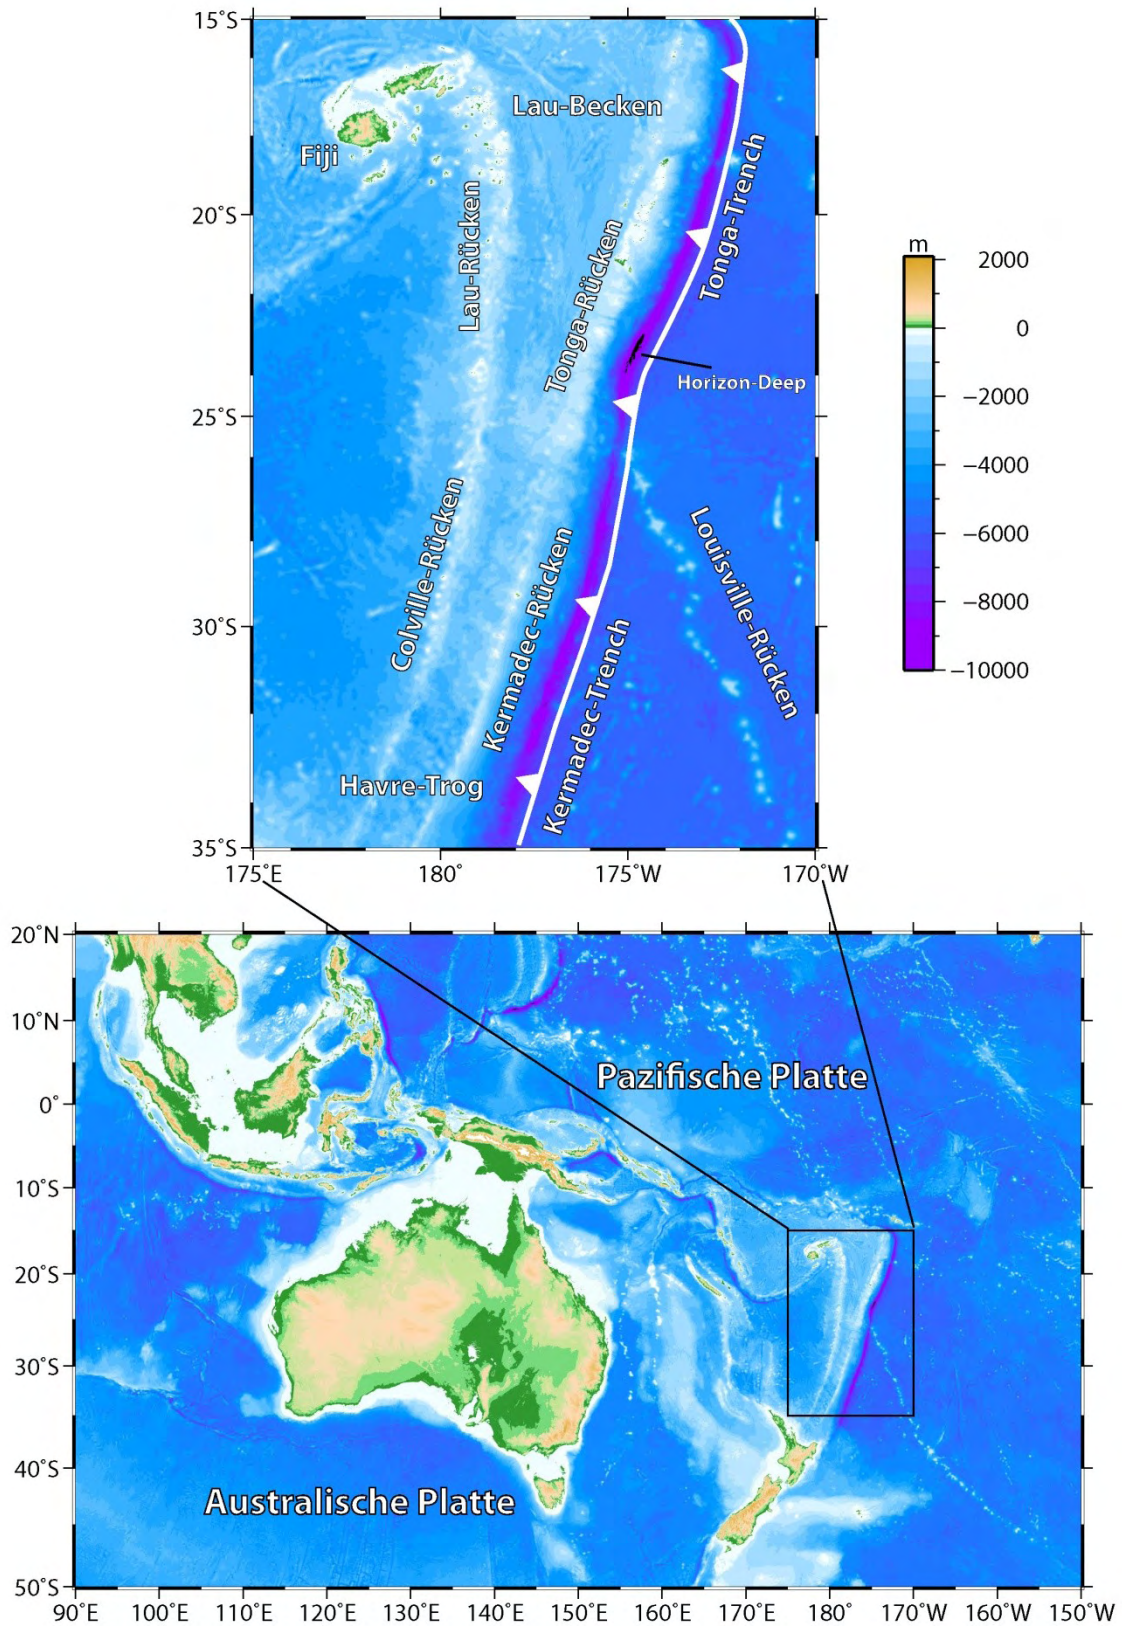 15°S
Lau-Becken
Fiji
20°S
Lau-Rücken
Tonga-Rücken
Tonga-Trench
Horizon-Deep
25°S
Colville-Rücken
Kermadec-Rücken
Louisville-Rücken
30°S
Kermadec-Trench
Havre-Trog
35°S
175°E
180°
175°W
170°W
m
2000
0
−2000
−4000
−6000
−8000
−10000
20°N
10°N
Pazifische Platte
0°
10°S
20°S
30°S
40°S
Australische Platte
50°S
90°E
100°E
110°E
120°E
130°E
140°E
150°E
160°E
170°E
180°
170°W
160°W
150°W